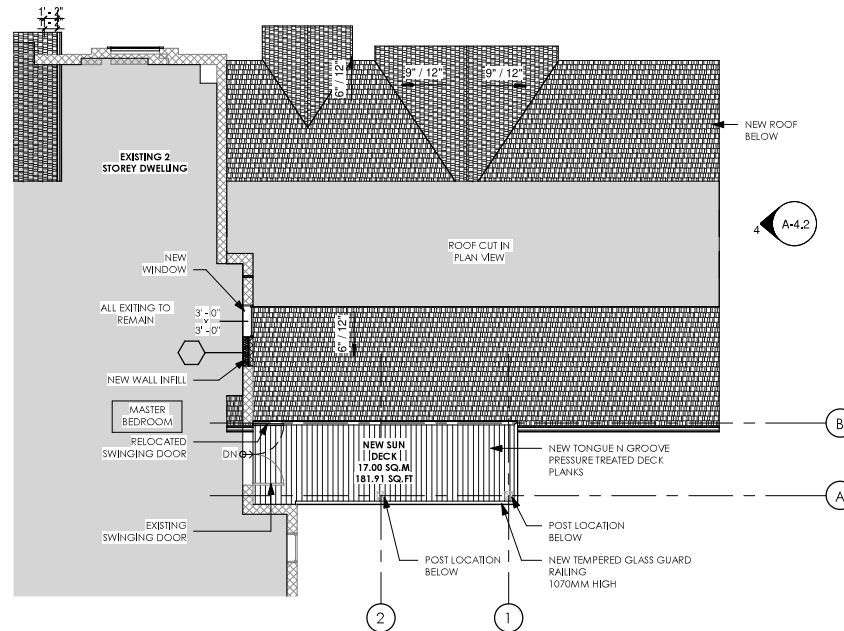 1' - 2"
1' - 2"
6" / 12"
9" / 12"
9" / 12"
NEW ROOF
BELOW
EXISTING 2
STOREY DWELLING
4
A-4.2
ROOF CUT IN
PLAN VIEW
NEW
WINDOW
ALL EXITING TO
REMAIN
3' - 0"
3' - 0"
6" / 12"
NEW WALL INFILL
MASTER
BEDROOM
B
RELOCATED
SWINGING DOOR
DN
NEW SUN
DECK
17.00 SQ.M
181.91 SQ.FT
NEW TONGUE N GROOVE
PRESSURE TREATED DECK
PLANKS
A
EXISTING
SWINGING DOOR
POST LOCATION
BELOW
POST LOCATION
BELOW
NEW TEMPERED GLASS GUARD
RAILING
1070MM HIGH
2
1